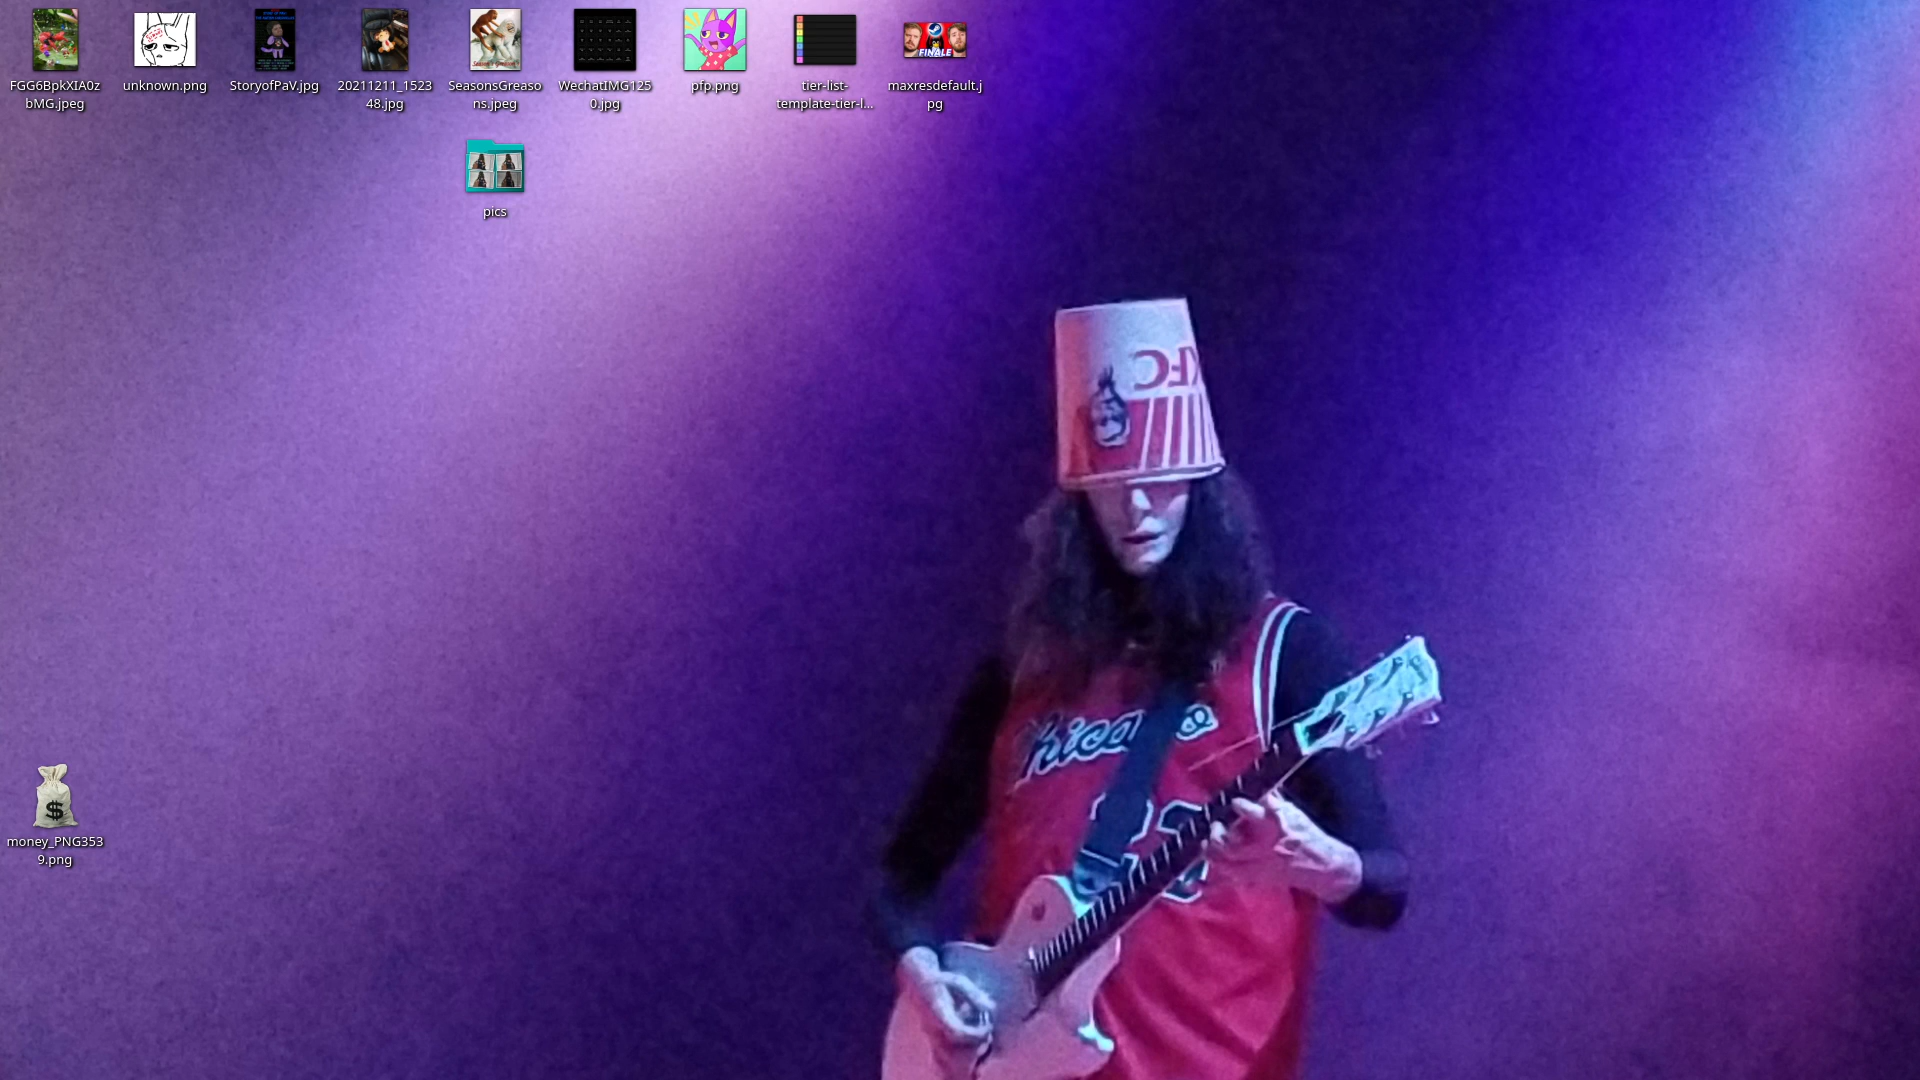 FGG6BpkXIA0z
bMG.jpeg
unknown.png
StoryofPaV.jpg
20211211_1523
48.jpg
SeasonsGreaso
ns.jpeg
WechatIMG125
0.jpg
pfp.png
tier-list-
template-tier-l...
maxresdefault.j
pg
FINALE
pics
KFC
hicago
$
money_PNG353
9.png